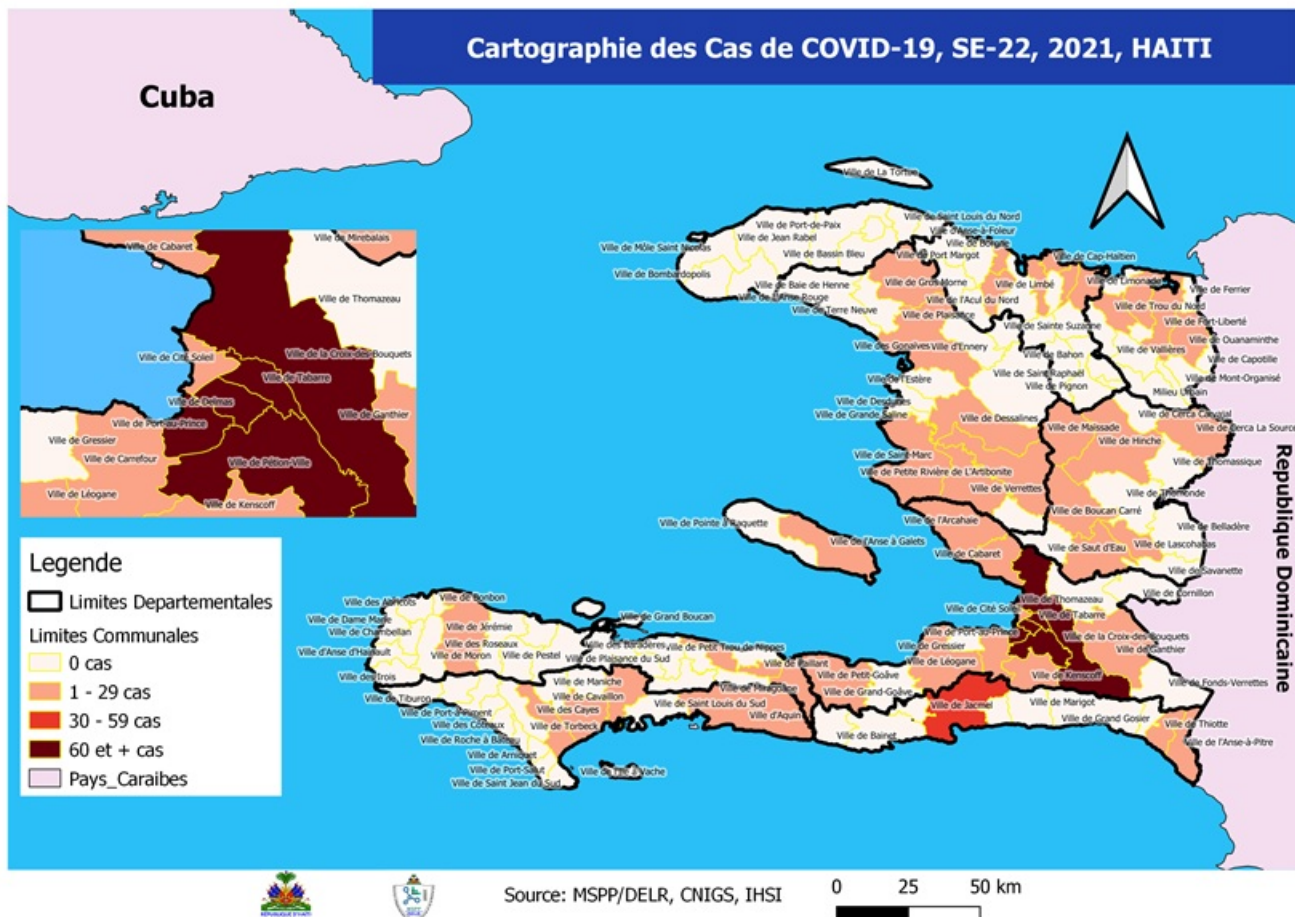 Cartographie des Cas de COVID-19, SE-22, 2021, HAITI
Cuba
Ville de La Tortue
Ville de Port-de-Paix
Ville de Saint Louis du Nord
Ville d'Anse-à-Foleur
Ville de Jean Rabel
Ville de Borgne
Ville de Môle Saint Nicolas
Ville de Bassin Bleu
Ville de Port Margot
Ville de Cap-Haïtien
Ville de Bombardopolis
Ville de Baie de Henne
Ville de Gros Morne
Ville de Limbé
Ville de Limonade
Ville de Ferrier
Ville de L'Anse Rouge
Ville de l'Acul du Nord
Ville de Trou du Nord
Ville de Terre Neuve
Ville de Plaisance
Ville de Fort-Liberté
Ville de Sainte Suzanne
Ville de Ouanaminthe
Ville des Gonaïves
Ville d'Ennery
Ville de Bahon
Ville de Vallières
Ville de Capotille
Ville de l'Estère
Ville de Saint Raphaël
Ville de Mont-Organisé
Ville de Pignon
Milieu Urbain
Ville de Desdunes
Ville de Grande Saline
Ville de Dessalines
Ville de Cerca Carvajal
Ville de Maissade
Ville de Cerca La Source
Ville de Hinche
Ville de Saint-Marc
Ville de Thomassique
Ville de Petite Rivière de L'Artibonite
Ville de Verrettes
Ville de Thomonde
Ville de Boucan Carré
Ville de Pointe à Raquette
Ville de l'Arcahaie
Ville de Belladère
Ville de l'Anse à Galets
Ville de Cabaret
Ville de Saut d'Eau
Ville de Lascohabas
Ville de Savanette
Ville de Cornillon
Ville de Thomazeau
Ville de Cité Soleil
Ville de Tabarre
Ville de Port-au-Prince
Ville de la Croix-des-Bouquets
Ville de Gressier
Ville de Ganthier
Ville de Léogane
Ville de Kenscoff
Ville de Fonds-Verrettes
Ville des Abricots
Ville de Bonbon
Ville de Grand Boucan
Ville de Dame Marie
Ville de Jérémie
Ville de Chambellan
Ville des Roseaux
Ville des Baradères
Ville de Petit Trou de Nippes
Ville d'Anse d'Hainault
Ville de Moron
Ville de Pestel
Ville de Plaisance du Sud
Ville de Paillant
Ville de Petit-Goâve
Ville des Irois
Ville de Maniche
Ville de Miragoâne
Ville de Grand-Goâve
Ville de Tiburon
Ville de Cavaillon
Ville de Saint Louis du Sud
Ville de Jacmel
Ville de Marigot
Ville de Port-à-Piment
Ville des Cayes
Ville d'Aquin
Ville de Grand Gosier
Ville de Thiotte
Ville des Côteaux
Ville de Torbeck
Ville de Bainet
Ville de l'Anse-à-Pitre
Ville de Roche à Bâteau
Ville de Arniquet
Ville de Port-Salut
Ville de l'Ile à Vache
Ville de Saint Jean du Sud
Republique Dominicaine
Ville de Cabaret
Ville de Mirebalais
Ville de Thomazeau
Ville de Cité Soleil
Ville de la Croix-des-Bouquets
Ville de Tabarre
Ville de Delmas
Ville de Ganthier
Ville de Port-au-Prince
Ville de Gressier
Ville de Carrefour
Ville de Pétion-Ville
Ville de Léogane
Ville de Kenscoff
Legende
Limites Departementales
Limites Communales
0 cas
1 - 29 cas
30 - 59 cas
60 et + cas
Pays_Caraibes
REPUBLIQUE D'HAITI
Source: MSPP/DELR, CNIGS, IHSI
0 25 50 km